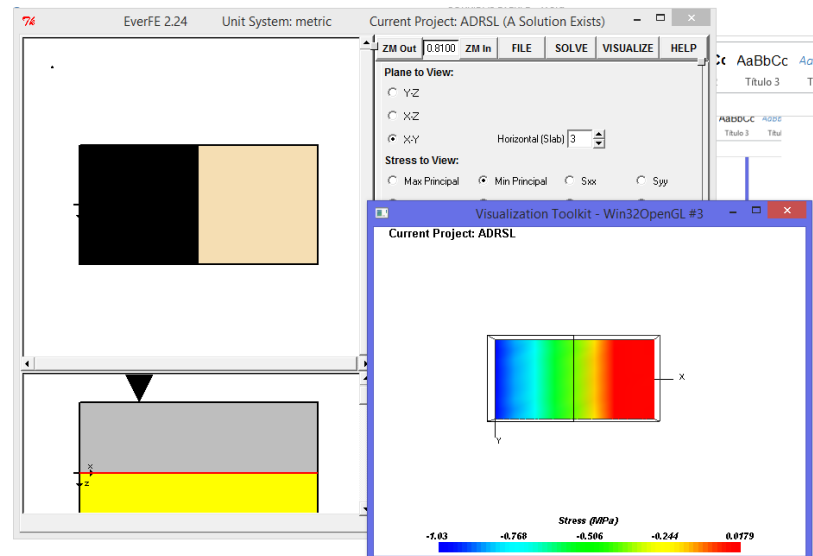 EverFE 2.24 Unit System: metric Current Project: ADRSL (A Solution Exists)
ZM Out 0.8100 ZM In FILE SOLVE VISUALIZE HELP
Plane to View:
Y-Z
X-Z
X-Y Horizontal (Slab) 3
Stress to View:
Max Principal Min Principal Sxx Syy
x
z
AaBbCc
Título 3
AaBbCc
Título 3
Visualization Toolkit - Win32OpenGL #3
Current Project: ADRSL
X
Y
Stress (MPa)
-1.03 -0.768 -0.506 -0.244 0.0179